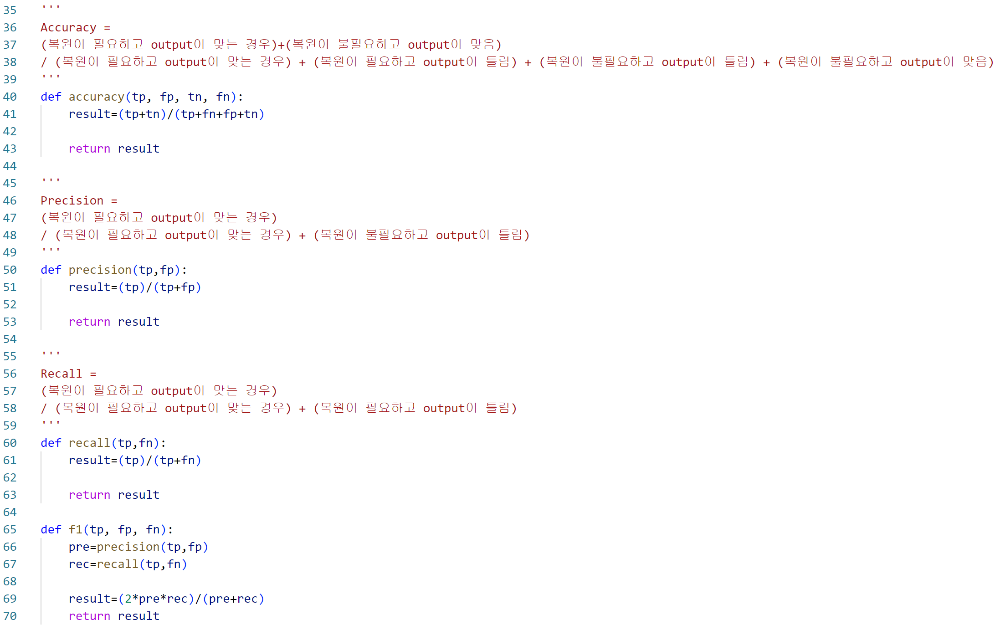 35 '''
36 Accuracy =
37 (복원이 필요하고 output이 맞는 경우)+(복원이 불필요하고 output이 맞음)
38 / (복원이 필요하고 output이 맞는 경우) + (복원이 필요하고 output이 틀림) + (복원이 불필요하고 output이 틀림) + (복원이 불필요하고 output이 맞음)
39 '''
40 def accuracy(tp, fp, tn, fn):
41     result=(tp+tn)/(tp+fn+fp+tn)
42
43     return result
44
45 '''
46 Precision =
47 (복원이 필요하고 output이 맞는 경우)
48 / (복원이 필요하고 output이 맞는 경우) + (복원이 불필요하고 output이 틀림)
49 '''
50 def precision(tp,fp):
51     result=(tp)/(tp+fp)
52
53     return result
54
55 '''
56 Recall =
57 (복원이 필요하고 output이 맞는 경우)
58 / (복원이 필요하고 output이 맞는 경우) + (복원이 필요하고 output이 틀림)
59 '''
60 def recall(tp,fn):
61     result=(tp)/(tp+fn)
62
63     return result
64
65 def f1(tp, fp, fn):
66     pre=precision(tp,fp)
67     rec=recall(tp,fn)
68
69     result=(2*pre*rec)/(pre+rec)
70     return result